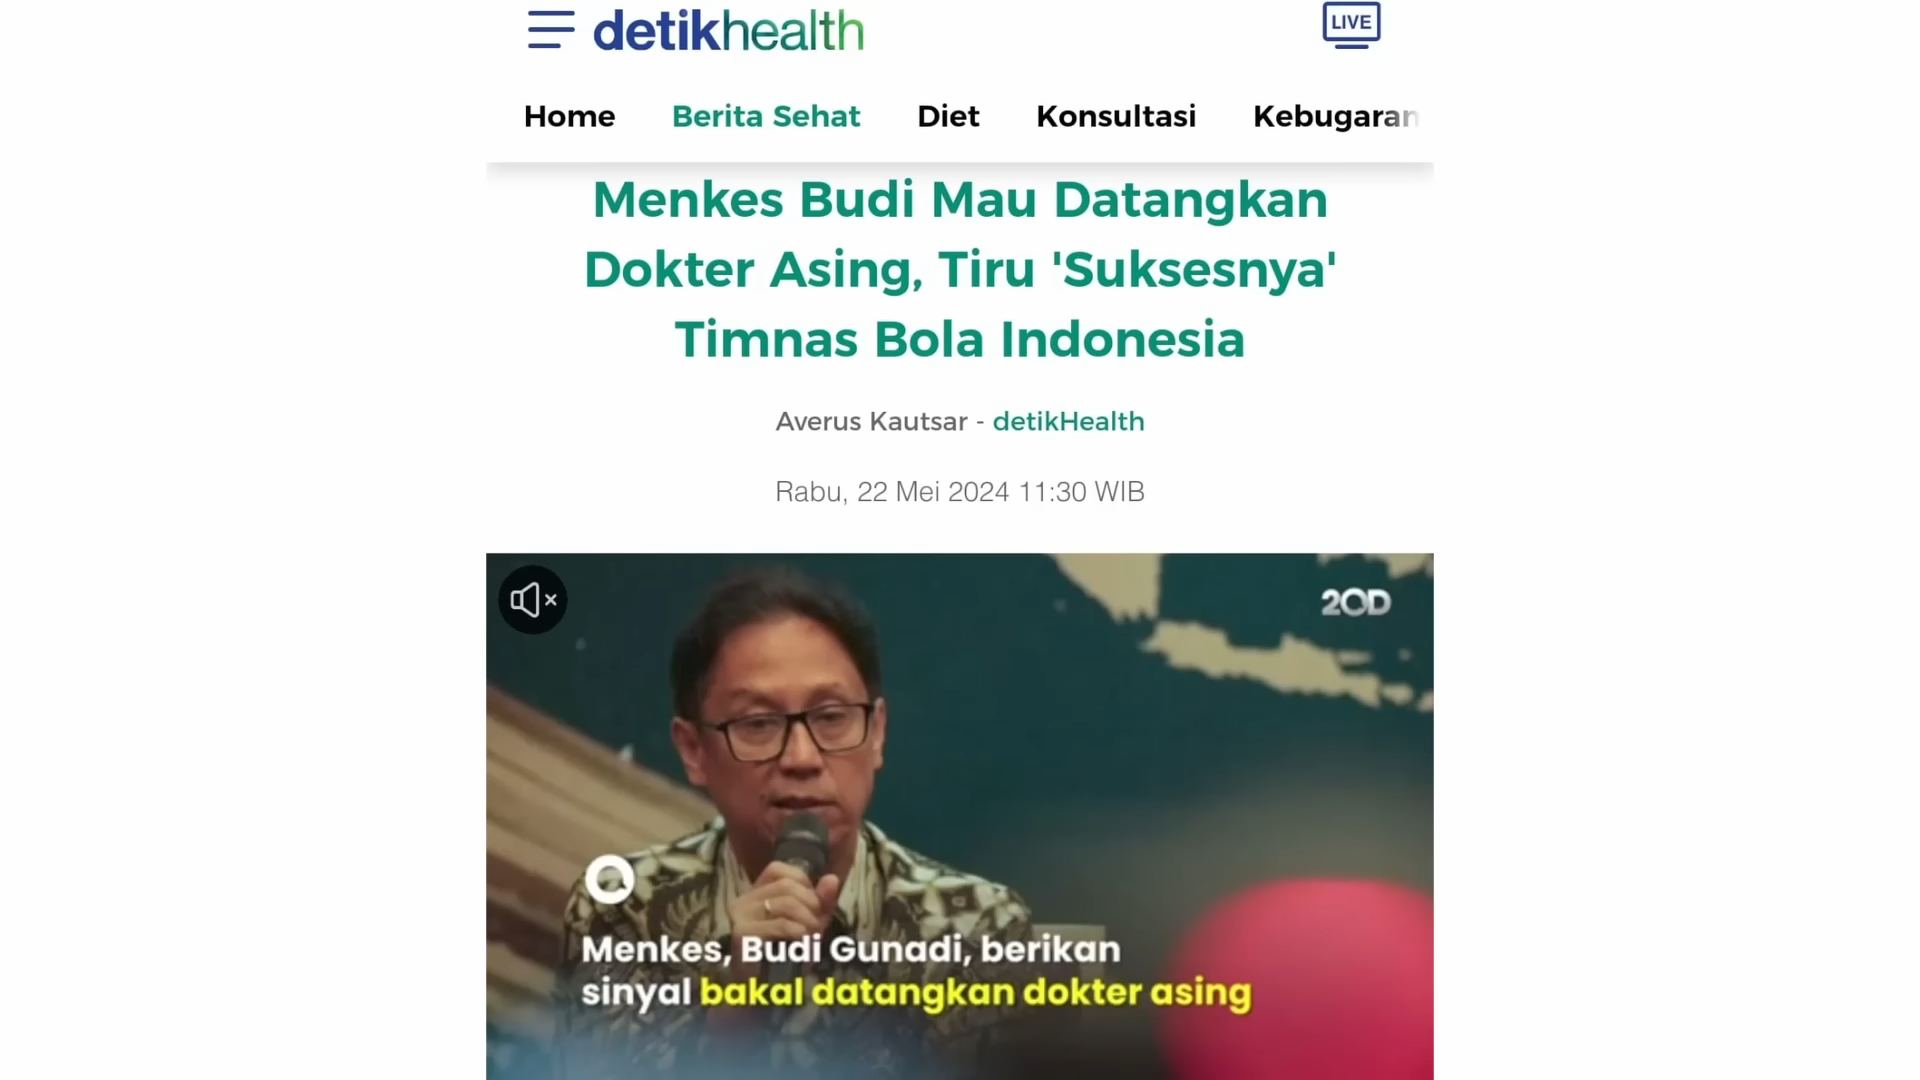 detikhealth
LIVE
Home Berita Sehat Diet Konsultasi Kebugaran
Menkes Budi Mau Datangkan
Dokter Asing, Tiru 'Suksesnya'
Timnas Bola Indonesia
Averus Kautsar - detikHealth
Rabu, 22 Mei 2024 11:30 WIB
20D
Menkes, Budi Gunadi, berikan
sinyal bakal datangkan dokter asing